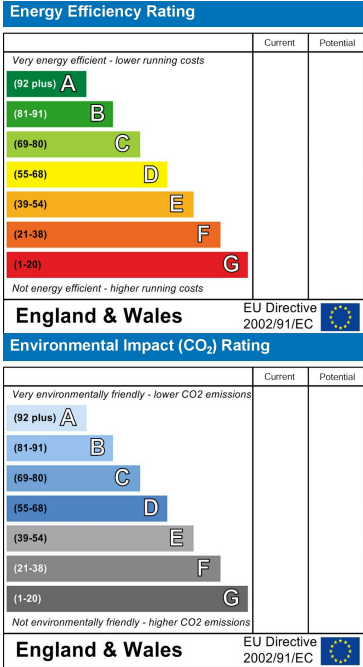 Energy Efficiency Rating
Current Potential
Very energy efficient - lower running costs
(92 plus) A
(81-91) B
(69-80) C
(55-68) D
(39-54) E
(21-38) F
(1-20) G
Not energy efficient - higher running costs
England & Wales EU Directive 2002/91/EC
Environmental Impact (CO₂) Rating
Current Potential
Very environmentally friendly - lower CO2 emissions
(92 plus) A
(81-91) B
(69-80) C
(55-68) D
(39-54) E
(21-38) F
(1-20) G
Not environmentally friendly - higher CO2 emissions
England & Wales EU Directive 2002/91/EC